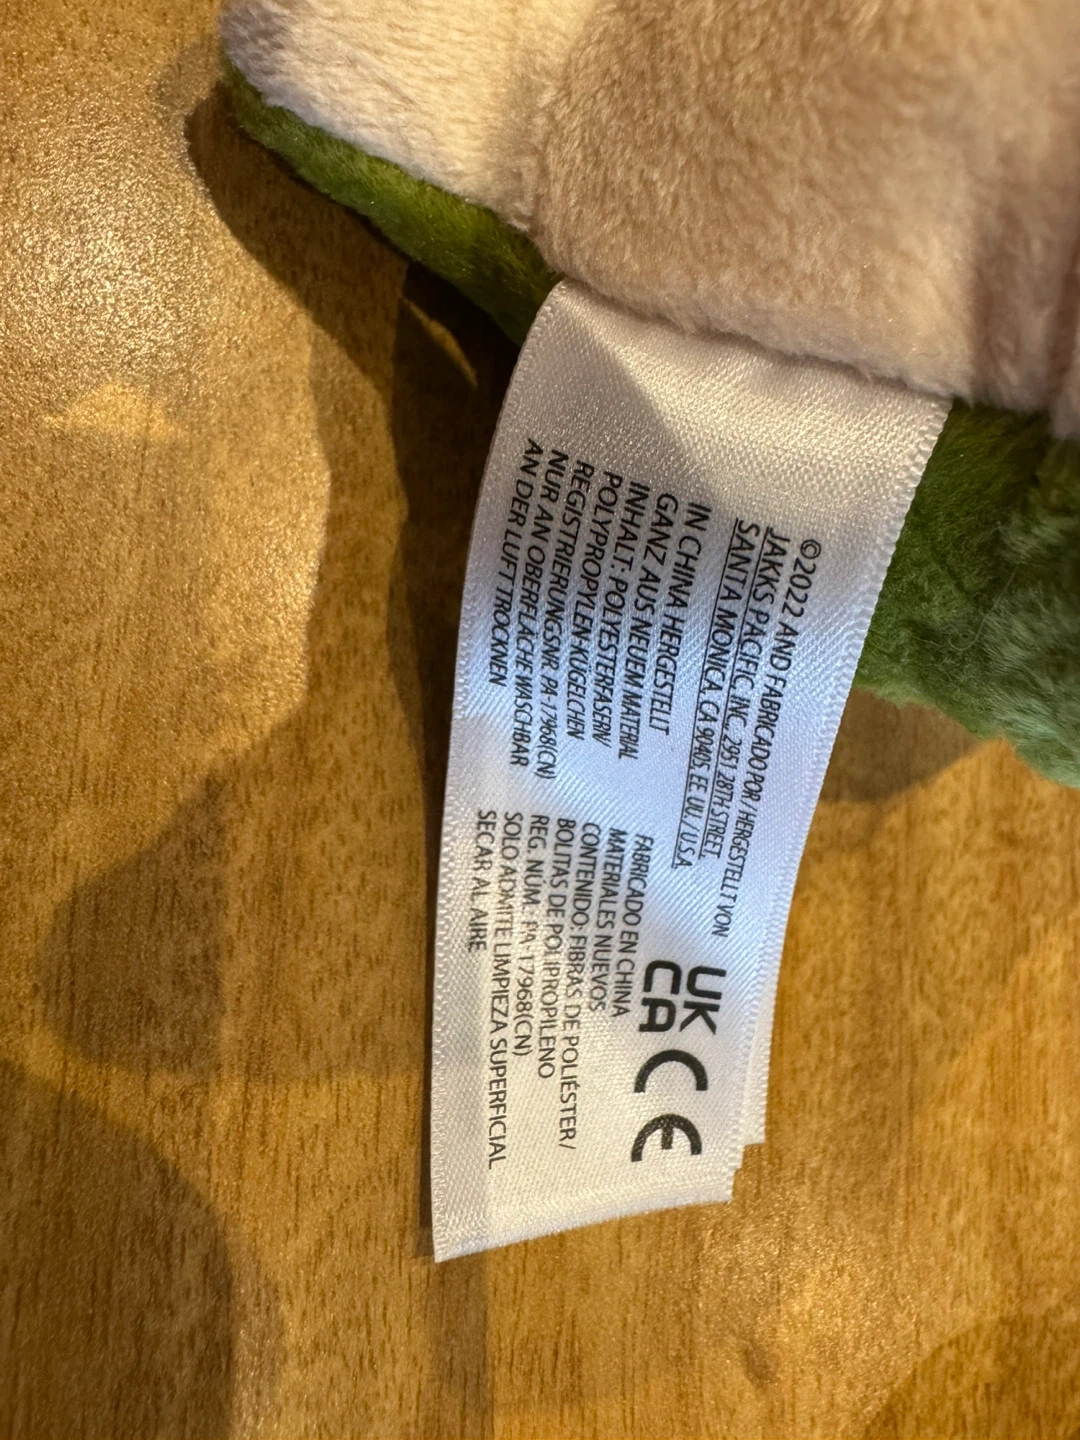 ©2022 AND FABRICADO POR / HERGESTELLT VON
JAKKS PACIFIC, INC. 2951 28TH STREET,
SANTA MONICA, CA 90405, EE. UU. / U.S.A.
IN CHINA HERGESTELLT
GANZ AUS NEUEM MATERIAL
INHALT: POLYESTERFASERN/
POLYPROPYLEN-KÜGELCHEN
REGISTRIERUNGSNR. PA-17968(CN)
NUR AN OBERFLÄCHE WASCHBAR
AN DER LUFT TROCKNEN
FABRICADO EN CHINA
MATERIALES NUEVOS
CONTENIDO: FIBRAS DE POLIÉSTER/
BOLITAS DE POLIPROPILENO
REG. NÚM.: PA-17968(CN)
SOLO ADMITE LIMPIEZA SUPERFICIAL
SECAR AL AIRE
UK
CA
CE